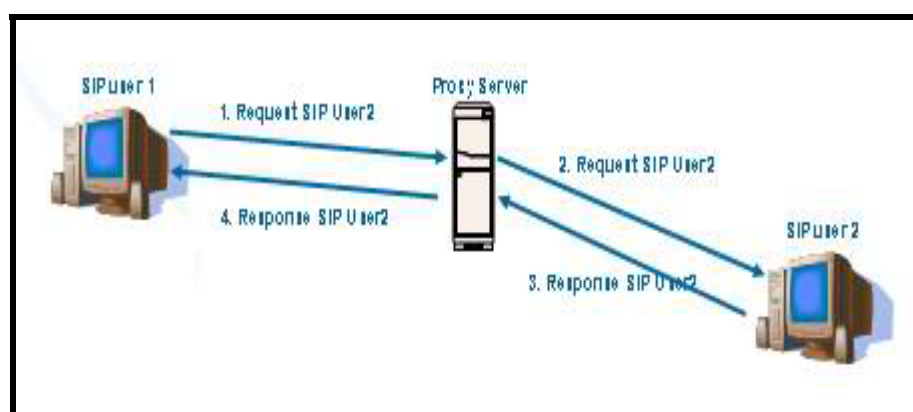 SIP user 1
Proxy Server
1. Request SIP User2
2. Request SIP User2
4. Response SIP User2
SIP user 2
3. Response SIP User2